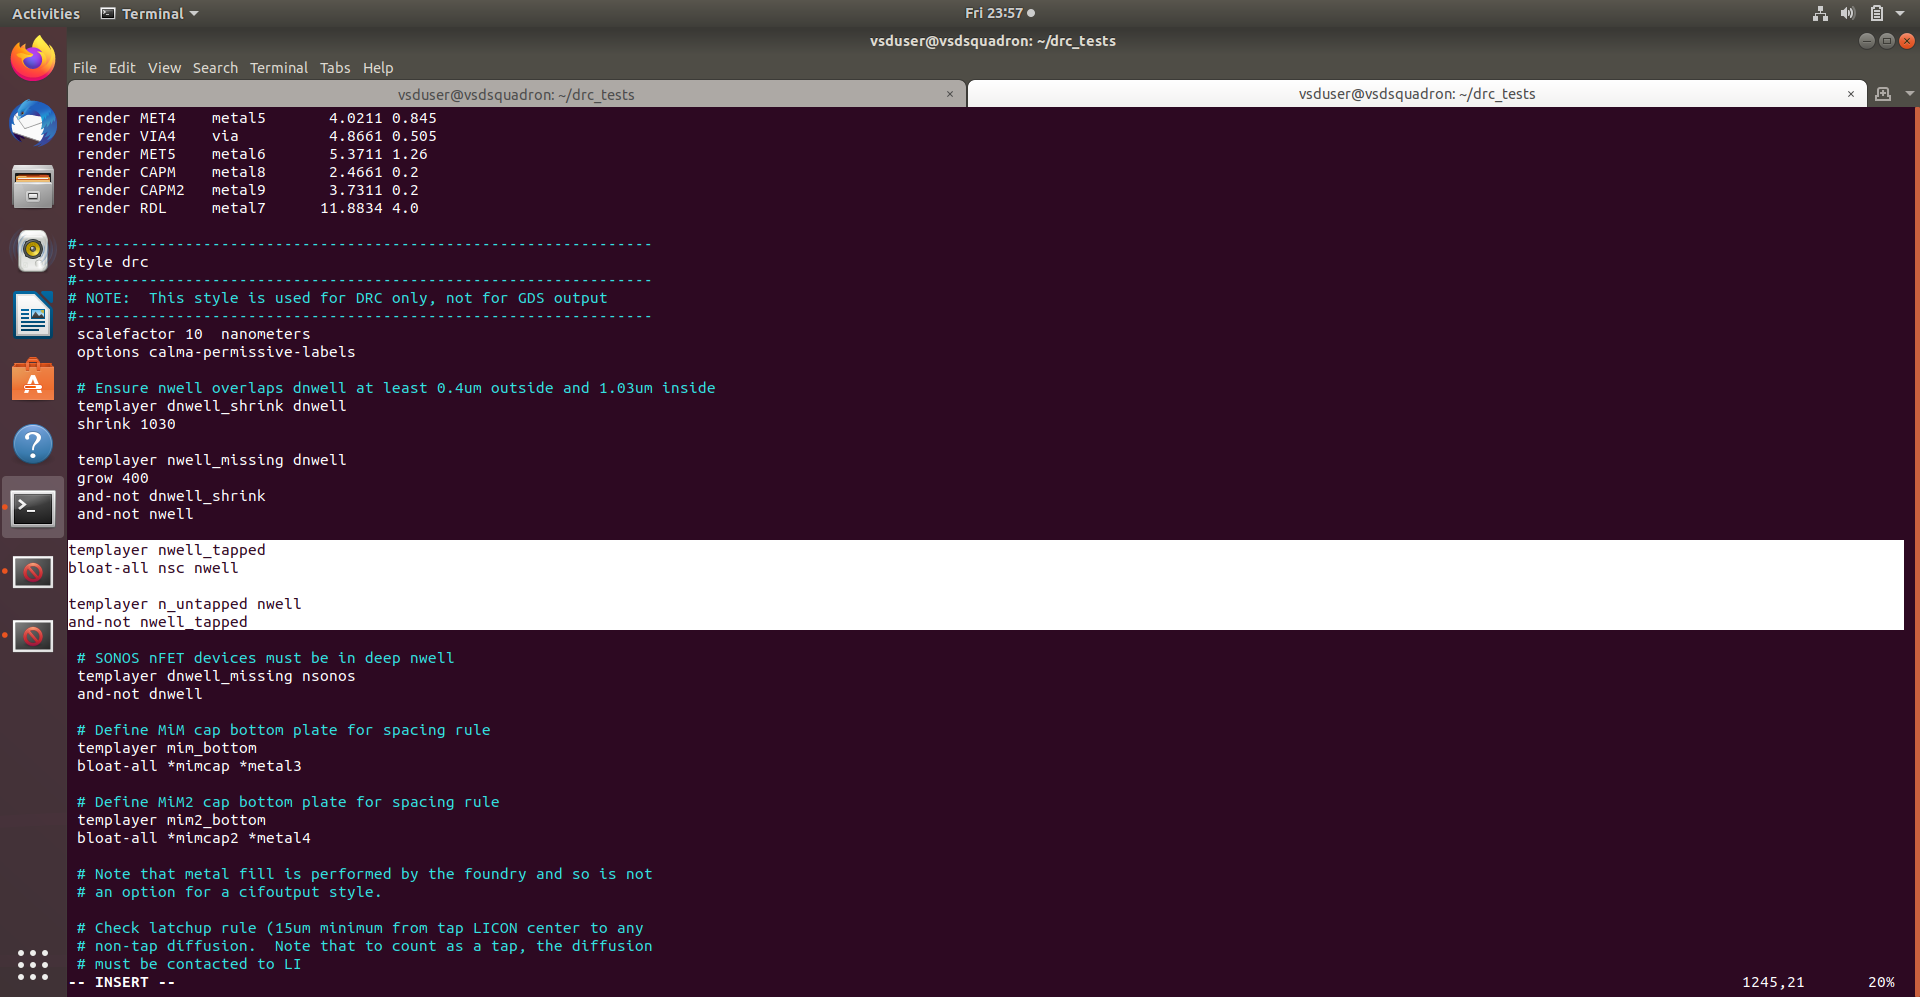 Activities Terminal Fri 23:57
vsduser@vsdsquadron: ~/drc_tests
File Edit View Search Terminal Tabs Help
vsduser@vsdsquadron: ~/drc_tests × vsduser@vsdsquadron: ~/drc_tests ×
render MET4 metal5 4.0211 0.845
render VIA4 via 4.8661 0.505
render MET5 metal6 5.3711 1.26
render CAPM metal8 2.4661 0.2
render CAPM2 metal9 3.7311 0.2
render RDL metal7 11.8834 4.0
#----------------------------------------------------------------
style drc
#----------------------------------------------------------------
# NOTE:  This style is used for DRC only, not for GDS output
#----------------------------------------------------------------
scalefactor 10  nanometers
options calma-permissive-labels
# Ensure nwell overlaps dnwell at least 0.4um outside and 1.03um inside
templayer dnwell_shrink dnwell
shrink 1030
templayer nwell_missing dnwell
grow 400
and-not dnwell_shrink
and-not nwell
templayer nwell_tapped
bloat-all nsc nwell
templayer n_untapped nwell
and-not nwell_tapped
# SONOS nFET devices must be in deep nwell
templayer dnwell_missing nsonos
and-not dnwell
# Define MiM cap bottom plate for spacing rule
templayer mim_bottom
bloat-all *mimcap *metal3
# Define MiM2 cap bottom plate for spacing rule
templayer mim2_bottom
bloat-all *mimcap2 *metal4
# Note that metal fill is performed by the foundry and so is not
# an option for a cifoutput style.
# Check latchup rule (15um minimum from tap LICON center to any
# non-tap diffusion.  Note that to count as a tap, the diffusion
# must be contacted to LI
-- INSERT -- 1245,21 20%